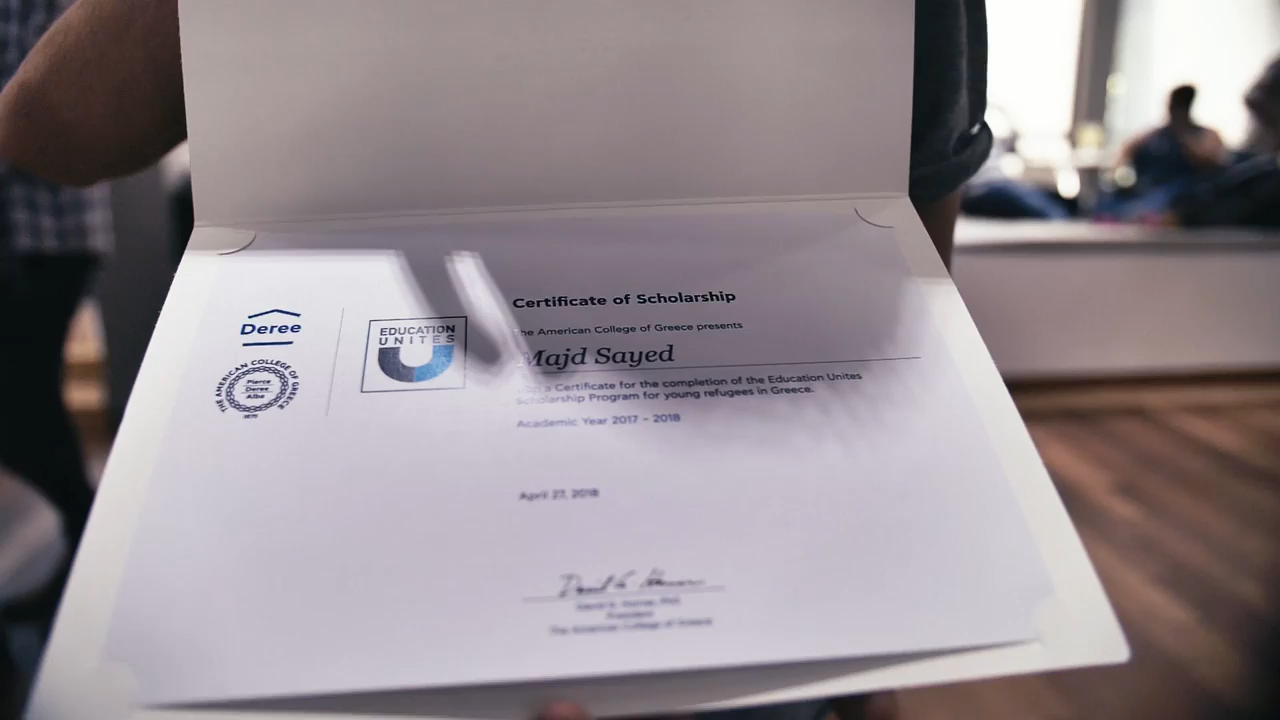 Certificate of Scholarship
The American College of Greece presents
Majd Sayed
a Certificate for the completion of the Education Unites
Scholarship Program for young refugees in Greece.
Academic Year 2017 - 2018
April 27, 2018
President
The American College of Greece
Deree
THE AMERICAN COLLEGE OF GREECE
Pierce
Deree
Alba
1875
EDUCATION
UNITES